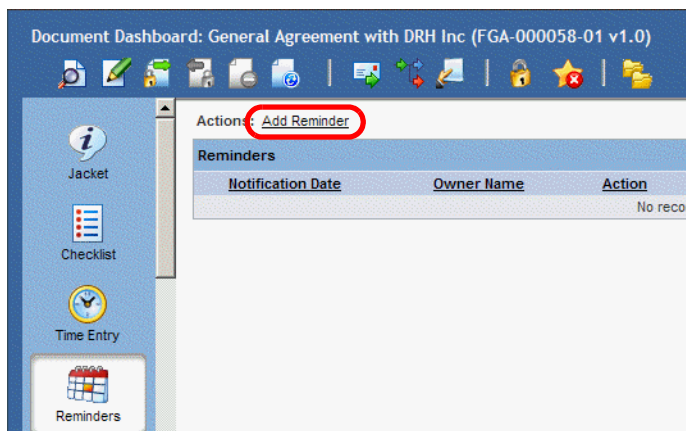 Document Dashboard: General Agreement with DRH Inc (FGA-000058-01 v1.0)
Actions: Add Reminder
Reminders
Notification Date Owner Name Action
No reco
Jacket
Checklist
Time Entry
Reminders